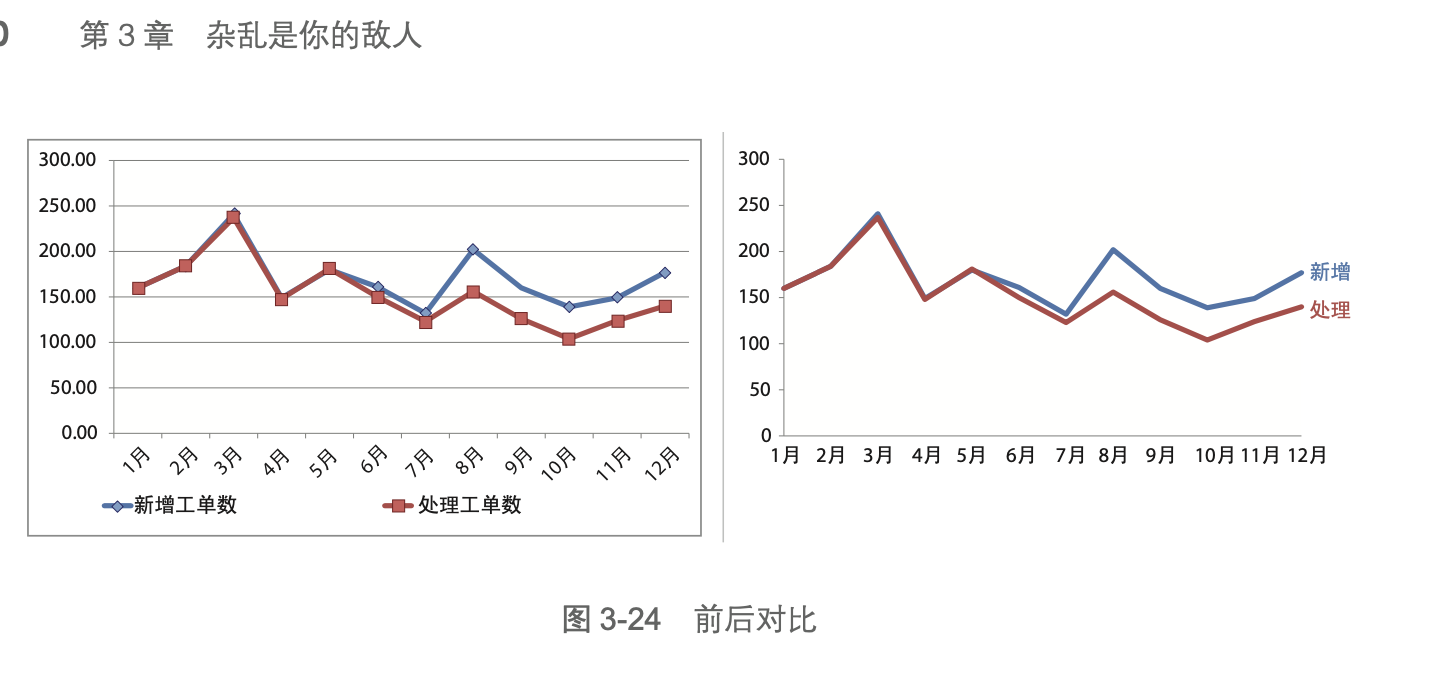 0 第 3 章 杂乱是你的敌人
300.00
250.00
200.00
150.00
100.00
50.00
0.00
1月 2月 3月 4月 5月 6月 7月 8月 9月 10月 11月 12月
新增工单数 处理工单数
300
250
200
150
100
50
0
1月 2月 3月 4月 5月 6月 7月 8月 9月 10月 11月 12月
新增
处理
图 3-24 前后对比